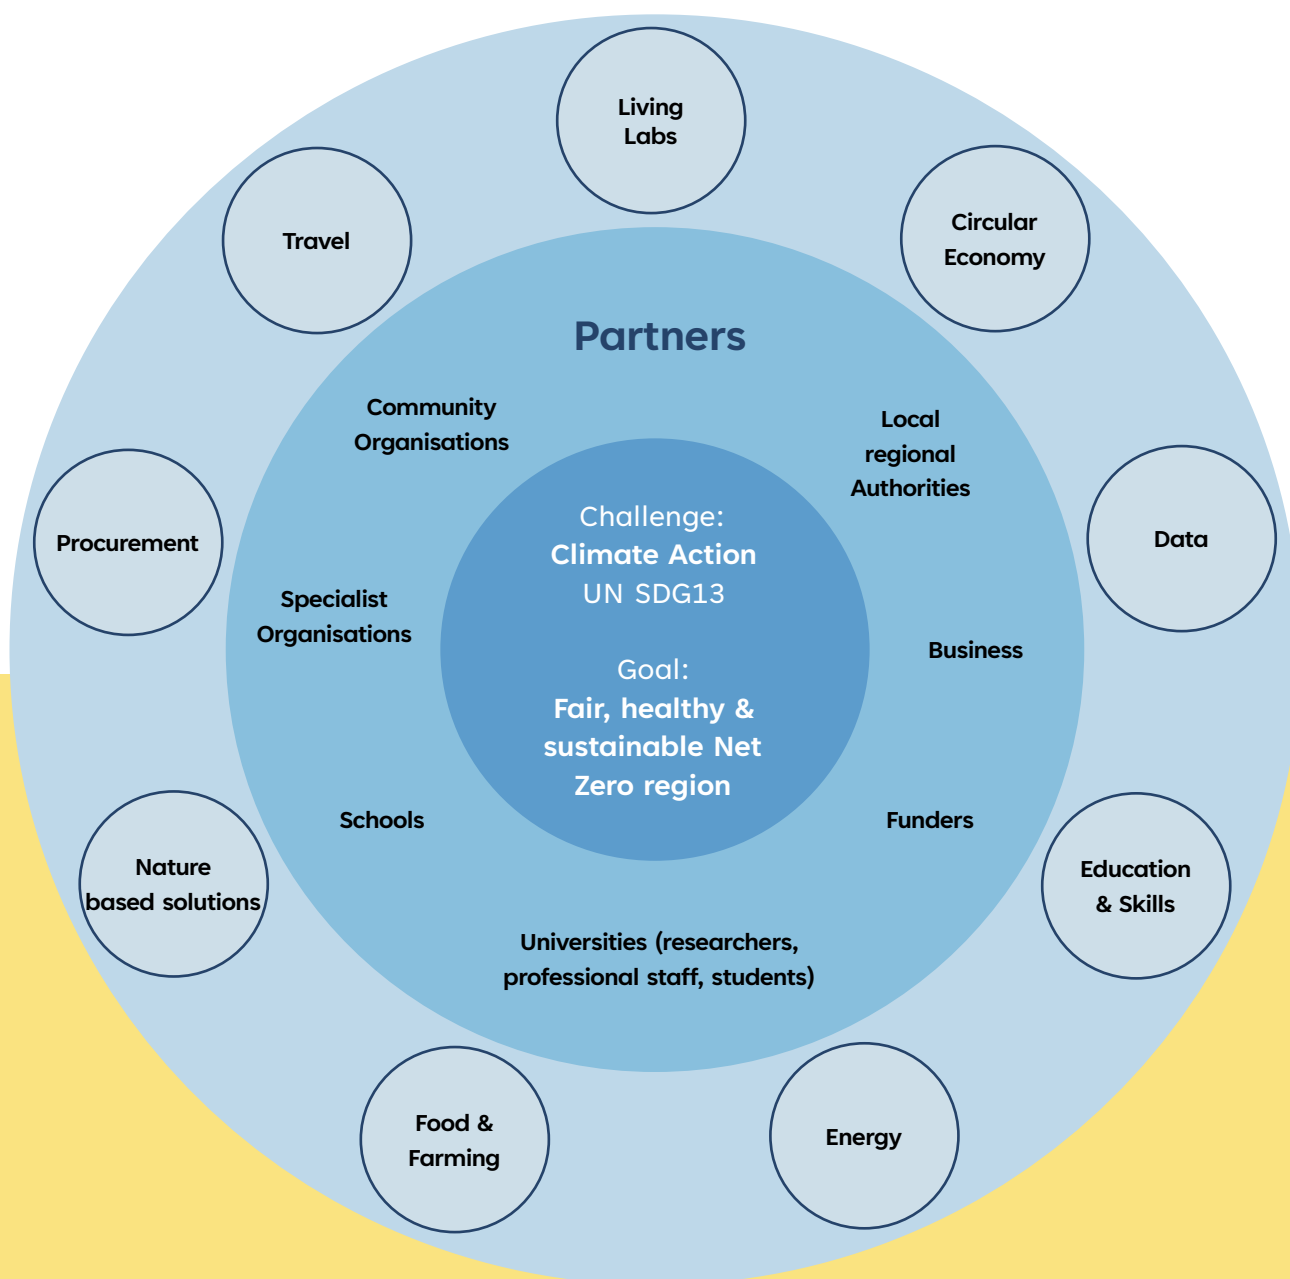 Living
Labs
Circular
Economy
Data
Education
& Skills
Energy
Food &
Farming
Nature
based solutions
Procurement
Travel
Partners
Local
regional
Authorities
Business
Funders
Universities (researchers,
professional staff, students)
Schools
Specialist
Organisations
Community
Organisations
Challenge:
Climate Action
UN SDG13
Goal:
Fair, healthy &
sustainable Net
Zero region